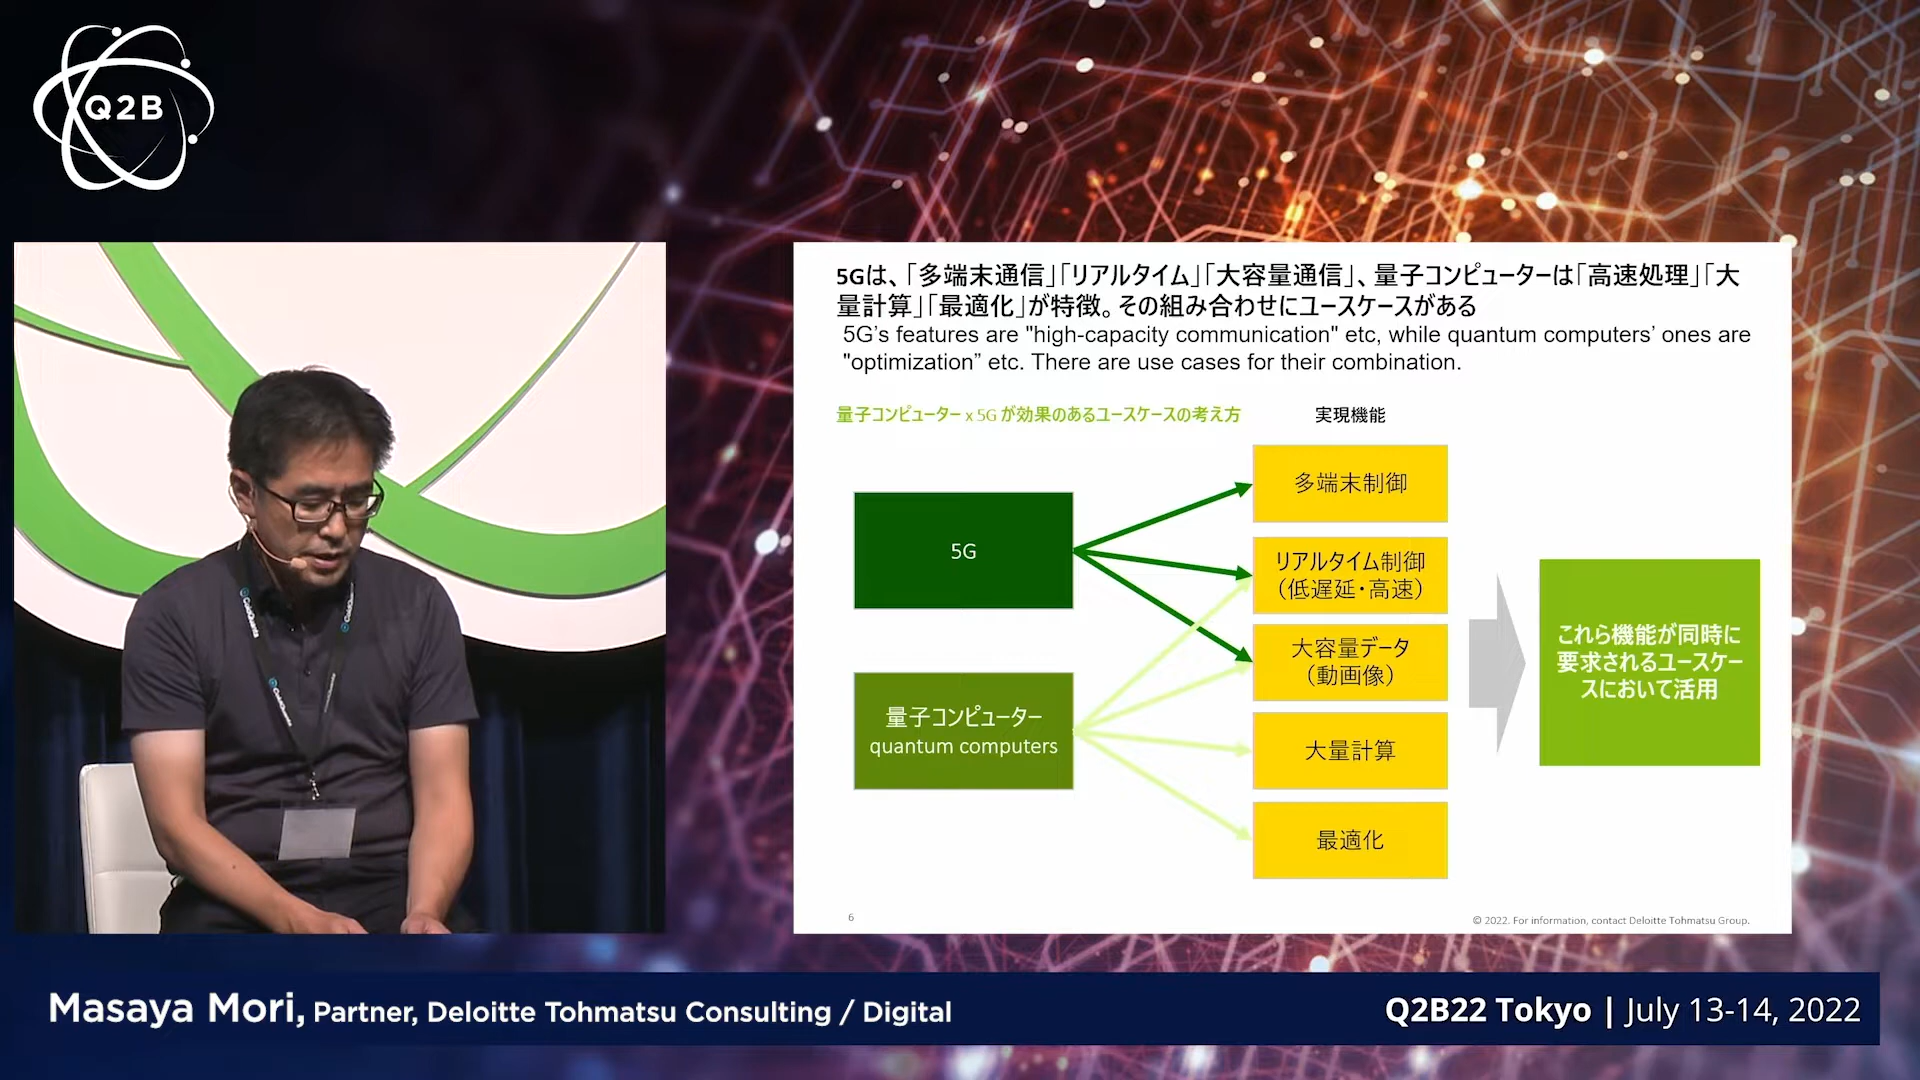 Q2B
5Gは、「多端末通信」「リアルタイム」「大容量通信」、量子コンピューターは「高速処理」「大
量計算」「最適化」が特徴。その組み合わせにユースケースがある
5G’s features are "high-capacity communication" etc, while quantum computers’ ones are
"optimization” etc. There are use cases for their combination.
量子コンピューター x 5G が効果のあるユースケースの考え方
実現機能
5G
量子コンピューター
quantum computers
多端末制御
リアルタイム制御
（低遅延・高速）
大容量データ
（動画像）
大量計算
最適化
これら機能が同時に
要求されるユースケー
スにおいて活用
6
© 2022. For information, contact Deloitte Tohmatsu Group.
ColdQuanta
ColdQuanta
ColdQuanta
Masaya Mori, Partner, Deloitte Tohmatsu Consulting / Digital
Q2B22 Tokyo | July 13-14, 2022